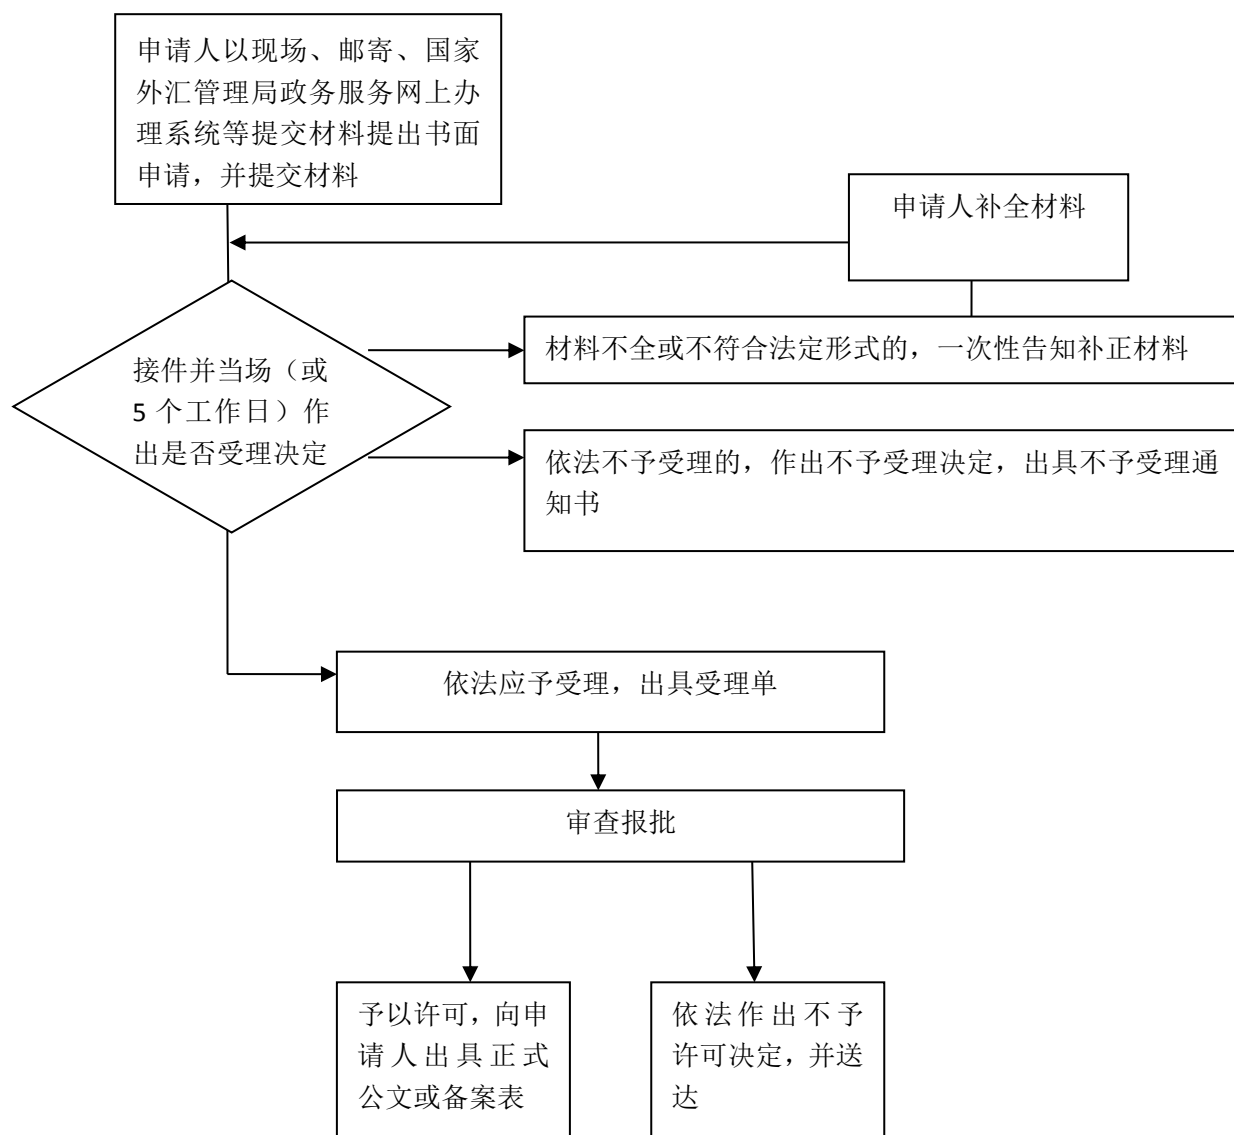 申请人以现场、邮寄、国家
外汇管理局政务服务网上办
理系统等提交材料提出书面
申请，并提交材料
申请人补全材料
材料不全或不符合法定形式的，一次性告知补正材料
接件并当场（或
5 个工作日）作
出是否受理决定
依法不予受理的，作出不予受理决定，出具不予受理通
知书
依法应予受理，出具受理单
审查报批
予以许可，向申
请人出具正式
公文或备案表
依法作出不予
许可决定，并送
达